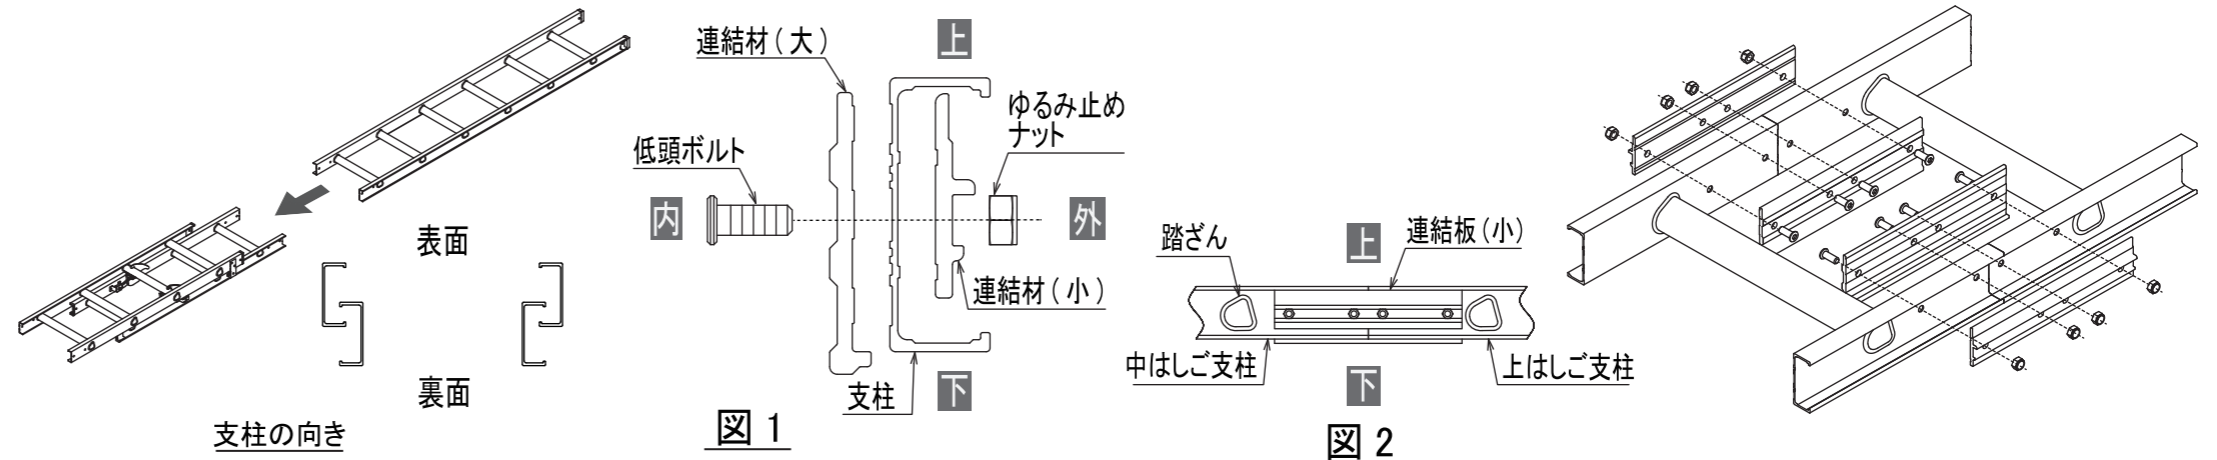 表面
裏面
支柱の向き
連結材(大)
上
ゆるみ止め
ナット
低頭ボルト
内
外
連結材(小)
支柱
下
図1
踏ざん
上
連結板(小)
中はしご支柱
上はしご支柱
下
図2